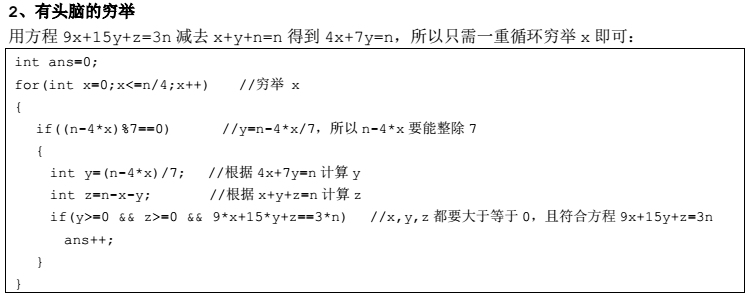 2、有头脑的穷举
用方程 9x+15y+z=3n 减去 x+y+n=n 得到 4x+7y=n，所以只需一重循环穷举 x 即可：
int ans=0;
for(int x=0;x<=n/4;x++)    //穷举 x
{
if((n-4*x)%7==0)    //y=n-4*x/7，所以 n-4*x 要能整除 7
{
int y=(n-4*x)/7;    //根据 4x+7y=n 计算 y
int z=n-x-y;    //根据 x+y+z=n 计算 z
if(y>=0 && z>=0 && 9*x+15*y+z==3*n)    //x,y,z 都要大于等于 0，且符合方程 9x+15y+z=3n
ans++;
}
}